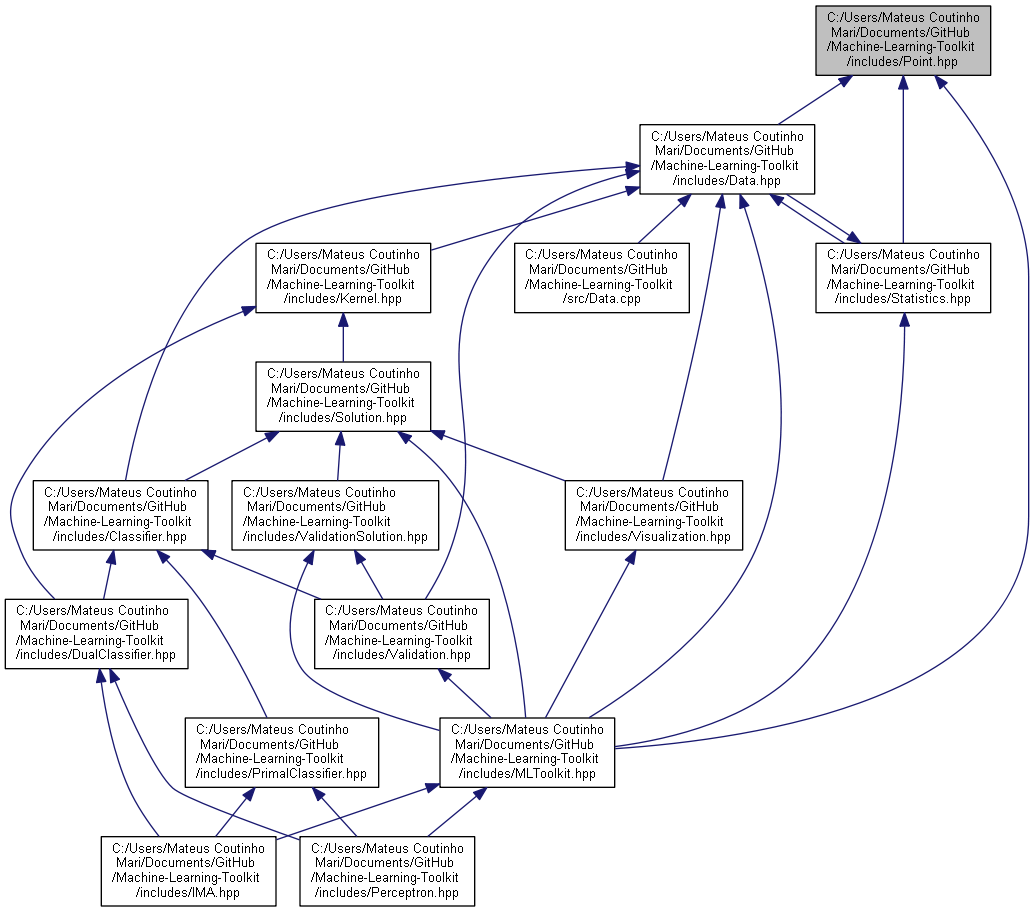 C:/Users/Mateus Coutinho
Mari/Documents/GitHub
/Machine-Learning-Toolkit
/includes/Point.hpp
C:/Users/Mateus Coutinho
Mari/Documents/GitHub
/Machine-Learning-Toolkit
/includes/Data.hpp
C:/Users/Mateus Coutinho
Mari/Documents/GitHub
/Machine-Learning-Toolkit
/includes/Kernel.hpp
C:/Users/Mateus Coutinho
Mari/Documents/GitHub
/Machine-Learning-Toolkit
/src/Data.cpp
C:/Users/Mateus Coutinho
Mari/Documents/GitHub
/Machine-Learning-Toolkit
/includes/Statistics.hpp
C:/Users/Mateus Coutinho
Mari/Documents/GitHub
/Machine-Learning-Toolkit
/includes/Solution.hpp
C:/Users/Mateus Coutinho
Mari/Documents/GitHub
/Machine-Learning-Toolkit
/includes/Classifier.hpp
C:/Users/Mateus Coutinho
Mari/Documents/GitHub
/Machine-Learning-Toolkit
/includes/ValidationSolution.hpp
C:/Users/Mateus Coutinho
Mari/Documents/GitHub
/Machine-Learning-Toolkit
/includes/Visualization.hpp
C:/Users/Mateus Coutinho
Mari/Documents/GitHub
/Machine-Learning-Toolkit
/includes/DualClassifier.hpp
C:/Users/Mateus Coutinho
Mari/Documents/GitHub
/Machine-Learning-Toolkit
/includes/Validation.hpp
C:/Users/Mateus Coutinho
Mari/Documents/GitHub
/Machine-Learning-Toolkit
/includes/PrimalClassifier.hpp
C:/Users/Mateus Coutinho
Mari/Documents/GitHub
/Machine-Learning-Toolkit
/includes/MLToolkit.hpp
C:/Users/Mateus Coutinho
Mari/Documents/GitHub
/Machine-Learning-Toolkit
/includes/IMA.hpp
C:/Users/Mateus Coutinho
Mari/Documents/GitHub
/Machine-Learning-Toolkit
/includes/Perceptron.hpp